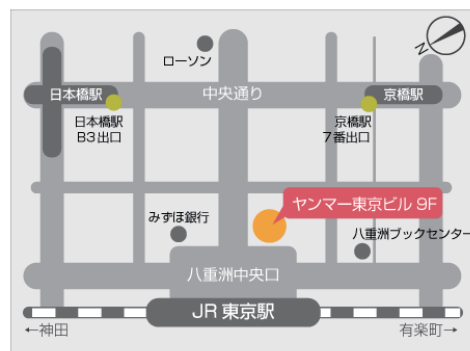 N
ローソン
日本橋駅
中央通り
京橋駅
日本橋駅
B3出口
京橋駅
7番出口
ヤンマー東京ビル 9F
みずほ銀行
八重洲ブックセンター
八重洲中央口
JR 東京駅
←神田
有楽町→